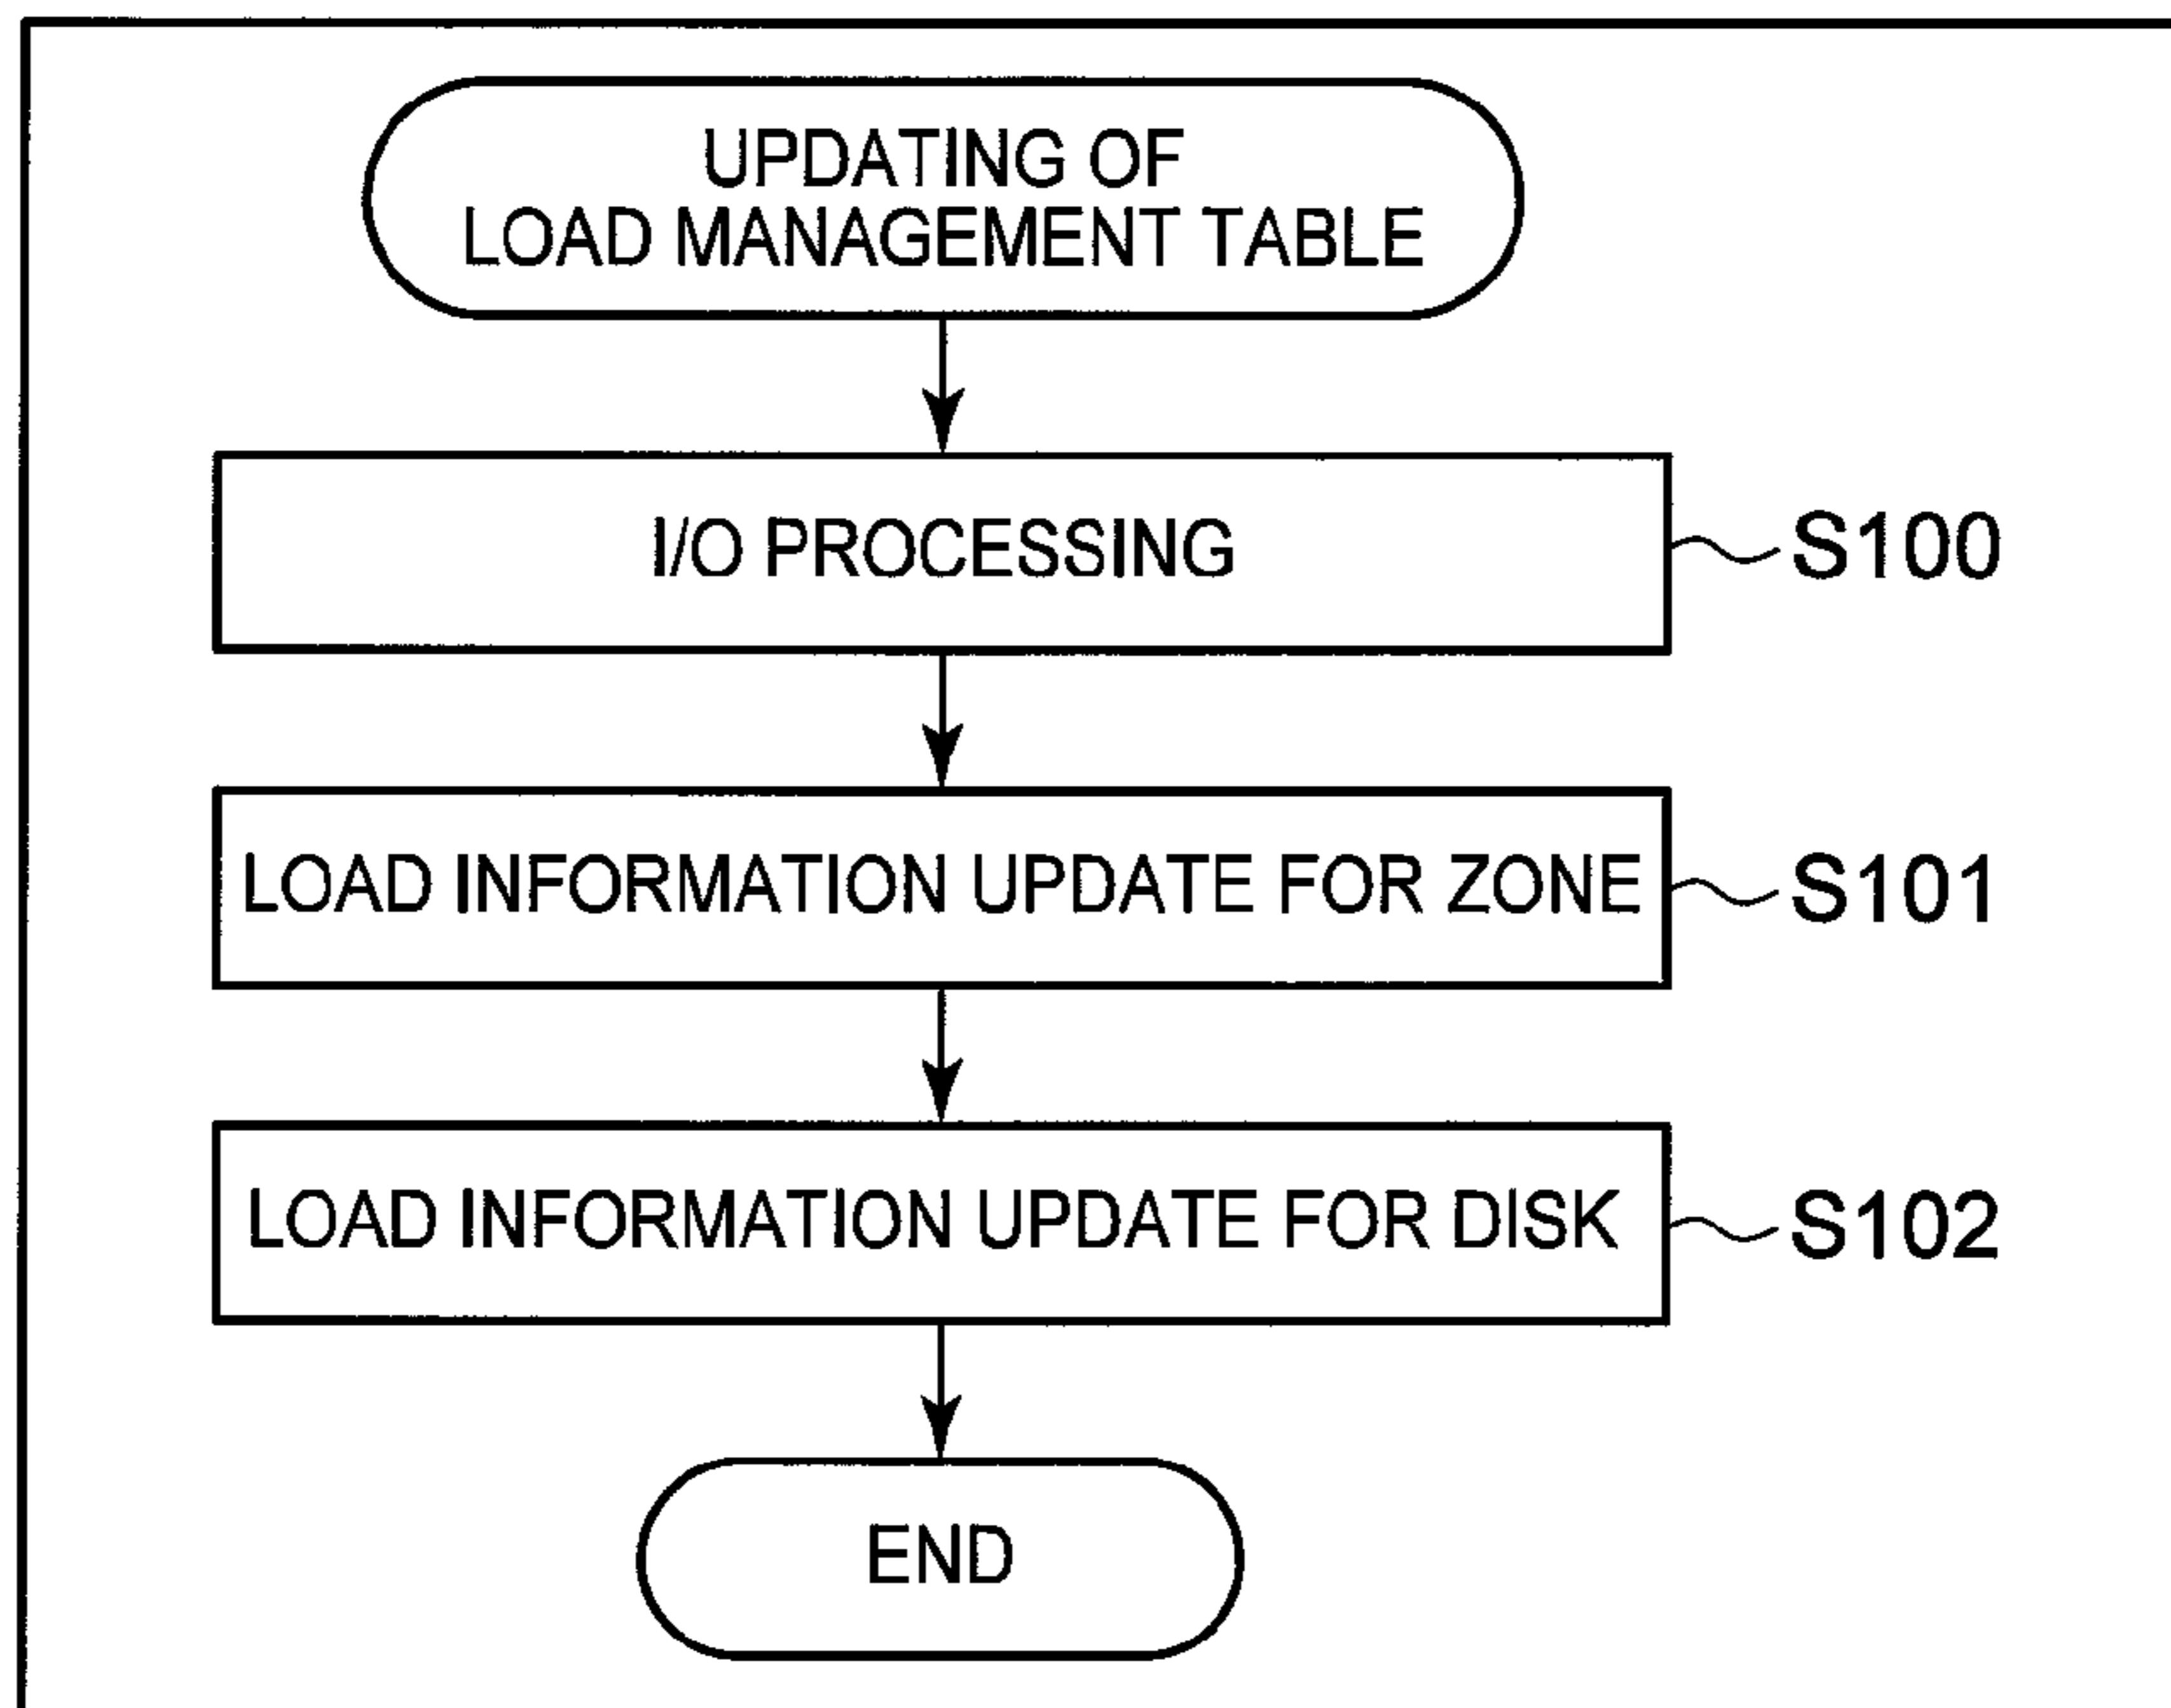 UPDATING OF
LOAD MANAGEMENT TABLE
I/O PROCESSING
S100
LOAD INFORMATION UPDATE FOR ZONE
S101
LOAD INFORMATION UPDATE FOR DISK
S102
END